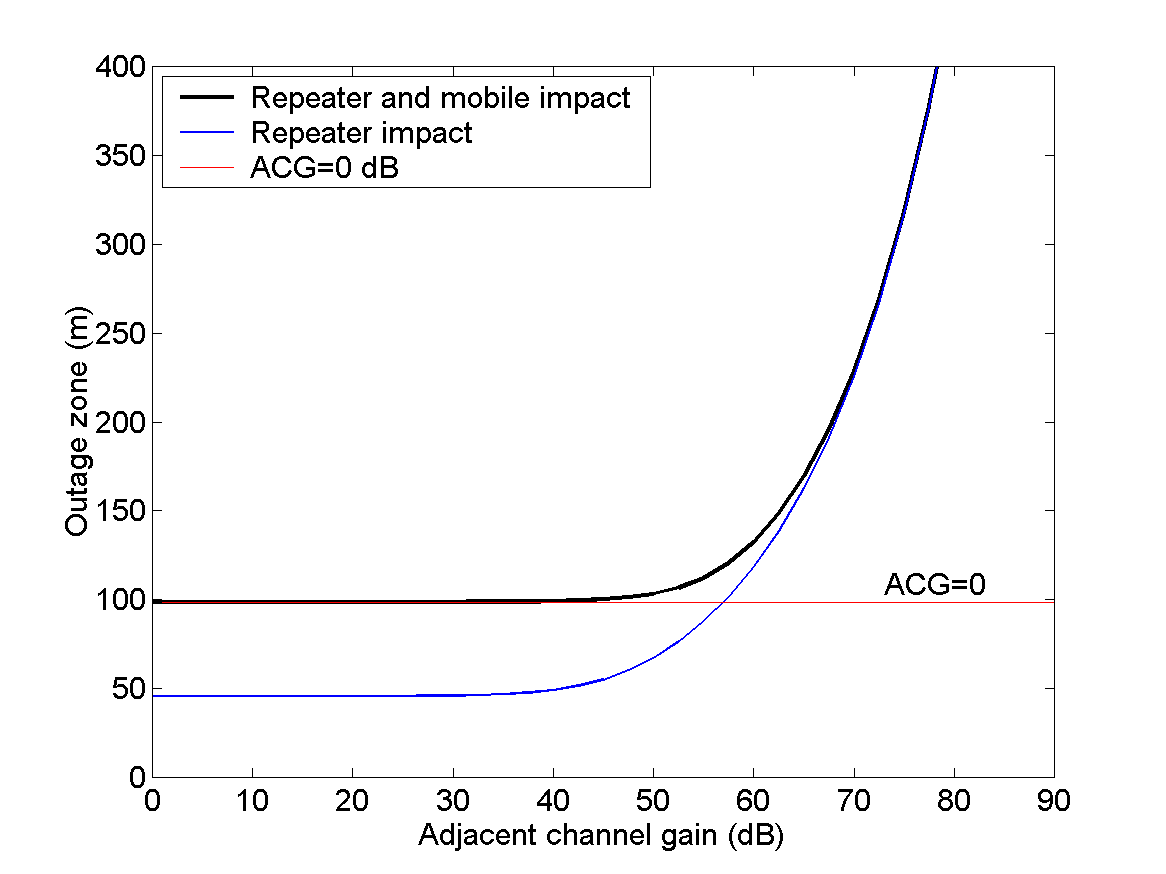 400
350
300
250
200
150
100
50
0
Outage zone (m)
Repeater and mobile impact
Repeater impact
ACG=0 dB
ACG=0
0 10 20 30 40 50 60 70 80 90
Adjacent channel gain (dB)